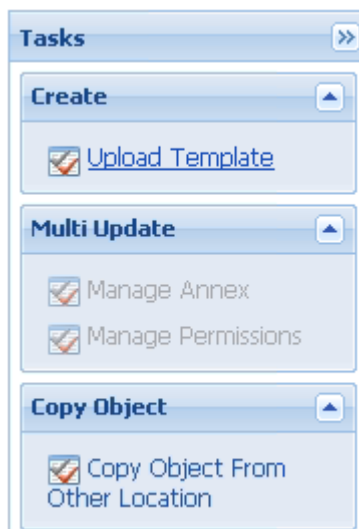 Tasks
Create
Upload Template
Multi Update
Manage Annex
Manage Permissions
Copy Object
Copy Object From
Other Location